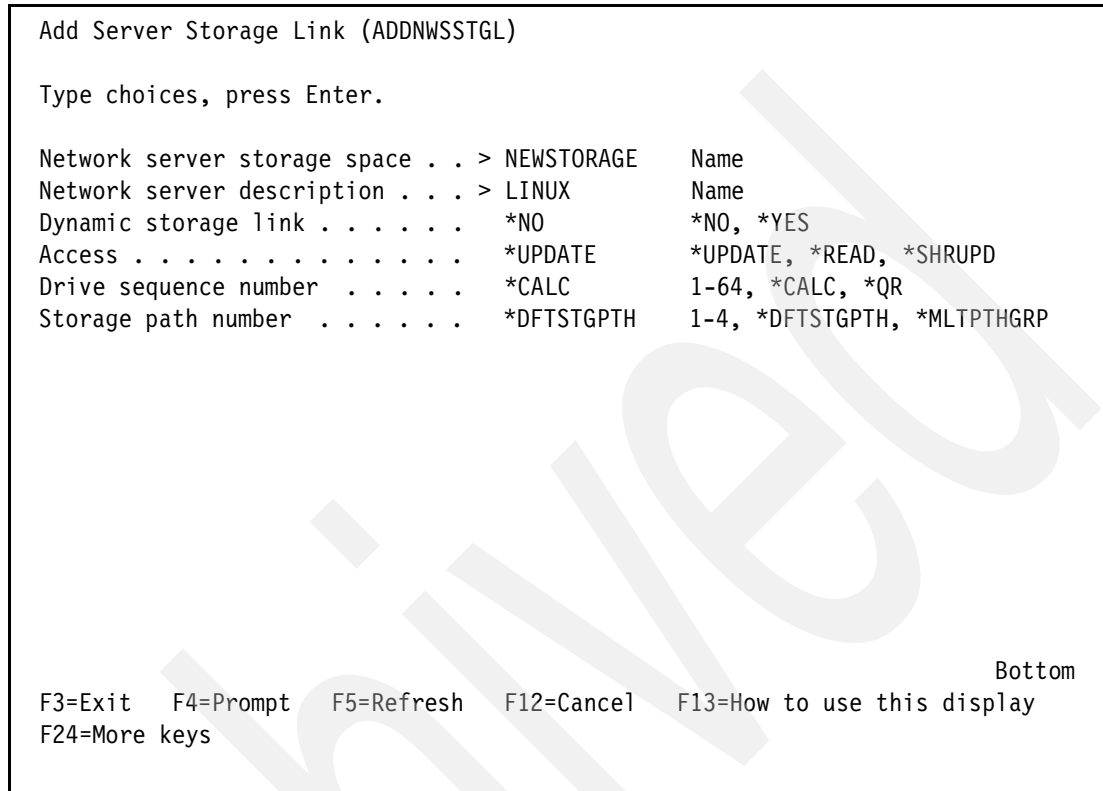 Add Server Storage Link (ADDNWSSTGL)
Type choices, press Enter.
Network server storage space . . > NEWSTORAGE Name
Network server description . . . > LINUX Name
Dynamic storage link . . . . . . *NO *NO, *YES
Access . . . . . . . . . . . . . *UPDATE *UPDATE, *READ, *SHRUPD
Drive sequence number . . . . . *CALC 1-64, *CALC, *QR
Storage path number . . . . . . *DFTSTGPTH 1-4, *DFTSTGPTH, *MLTPTHGRP
Bottom
F3=Exit F4=Prompt F5=Refresh F12=Cancel F13=How to use this display
F24=More keys
hived